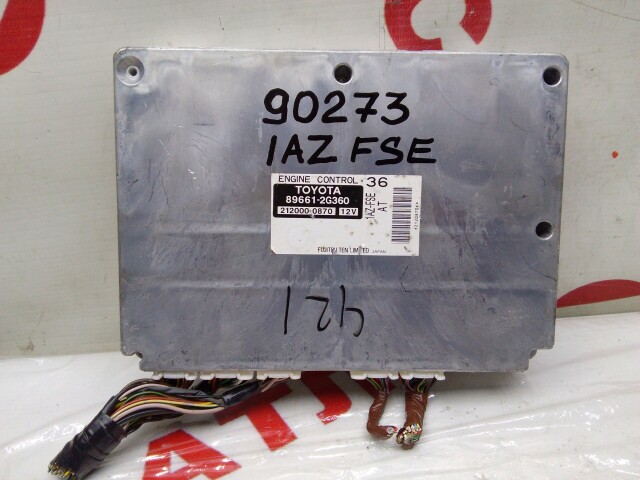 90273
1AZ FSE
ENGINE CONTROL 36
TOYOTA
89661-2G360
212000-0870 12V
1AZ-FSE
AT
FUJITSU TEN LIMITED JAPAN
421